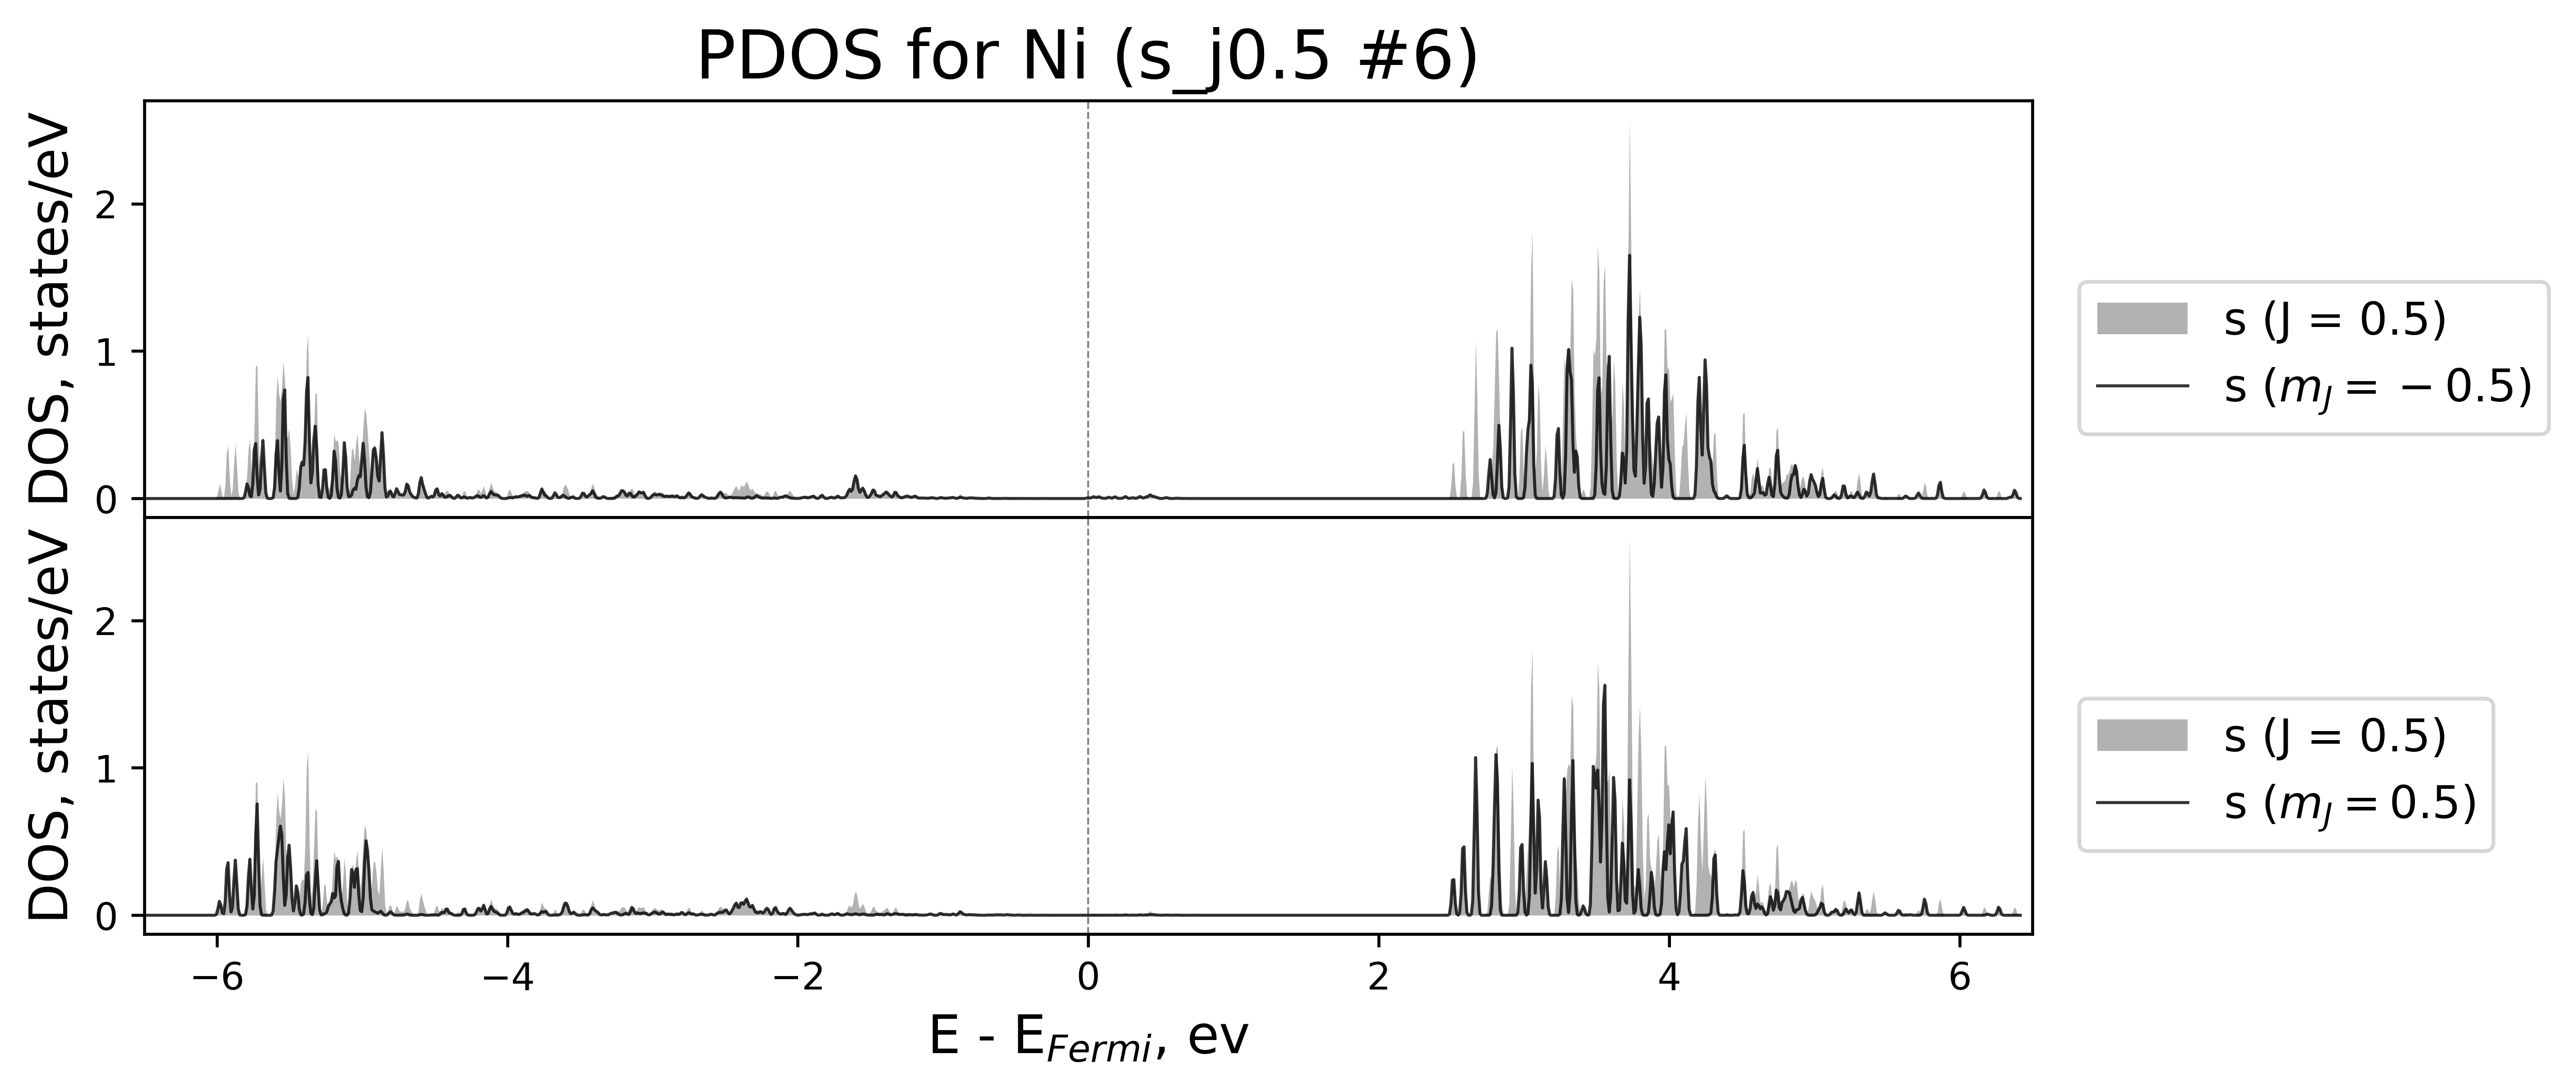 PDOS for Ni (s_j0.5 #6)
DOS, states/eV
2
1
0
s (J = 0.5)
s (m_J = −0.5)
DOS, states/eV
2
1
0
s (J = 0.5)
s (m_J = 0.5)
−6 −4 −2 0 2 4 6
E - E_Fermi, ev